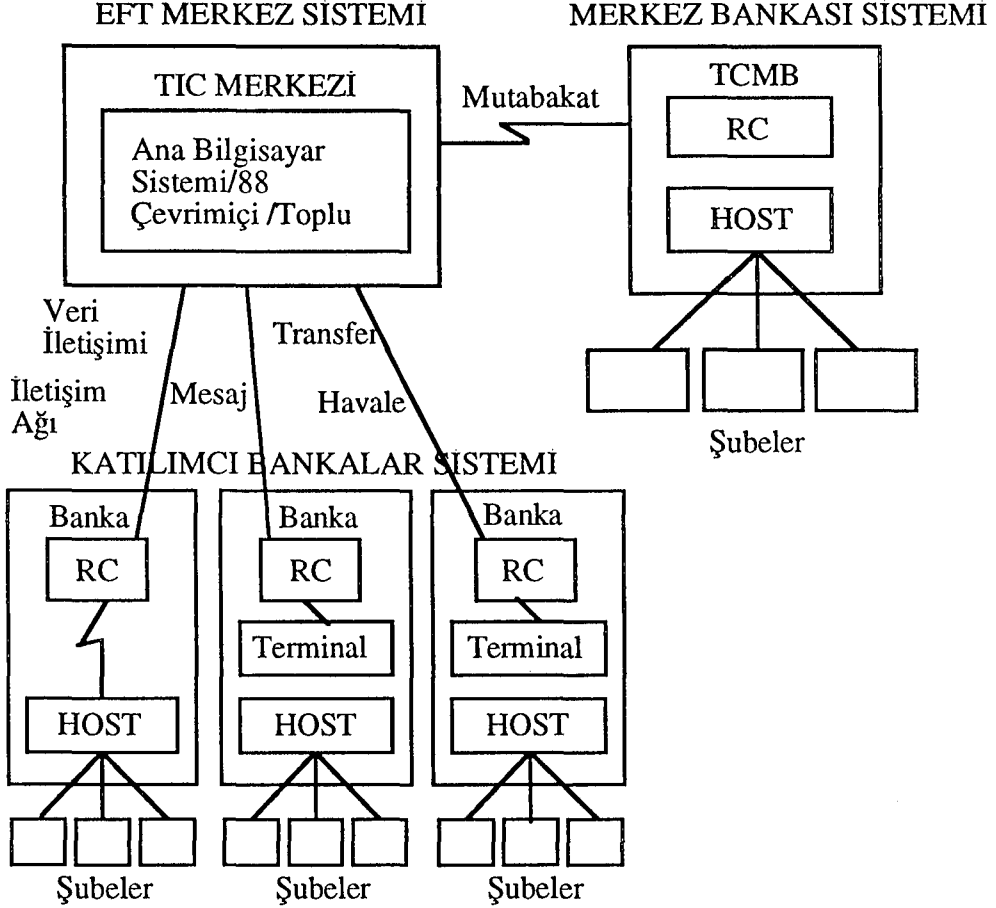 EFT MERKEZ SİSTEMİ
MERKEZ BANKASI SİSTEMİ
TIC MERKEZİ
Ana Bilgisayar
Sistemi/88
Çevrimiçi /Toplu
Mutabakat
TCMB
RC
HOST
Şubeler
Veri
İletişimi
İletişim
Ağı
Mesaj
Transfer
Havale
KATILIMCI BANKALAR SİSTEMİ
Banka
RC
HOST
Şubeler
Banka
RC
Terminal
HOST
Şubeler
Banka
RC
Terminal
HOST
Şubeler